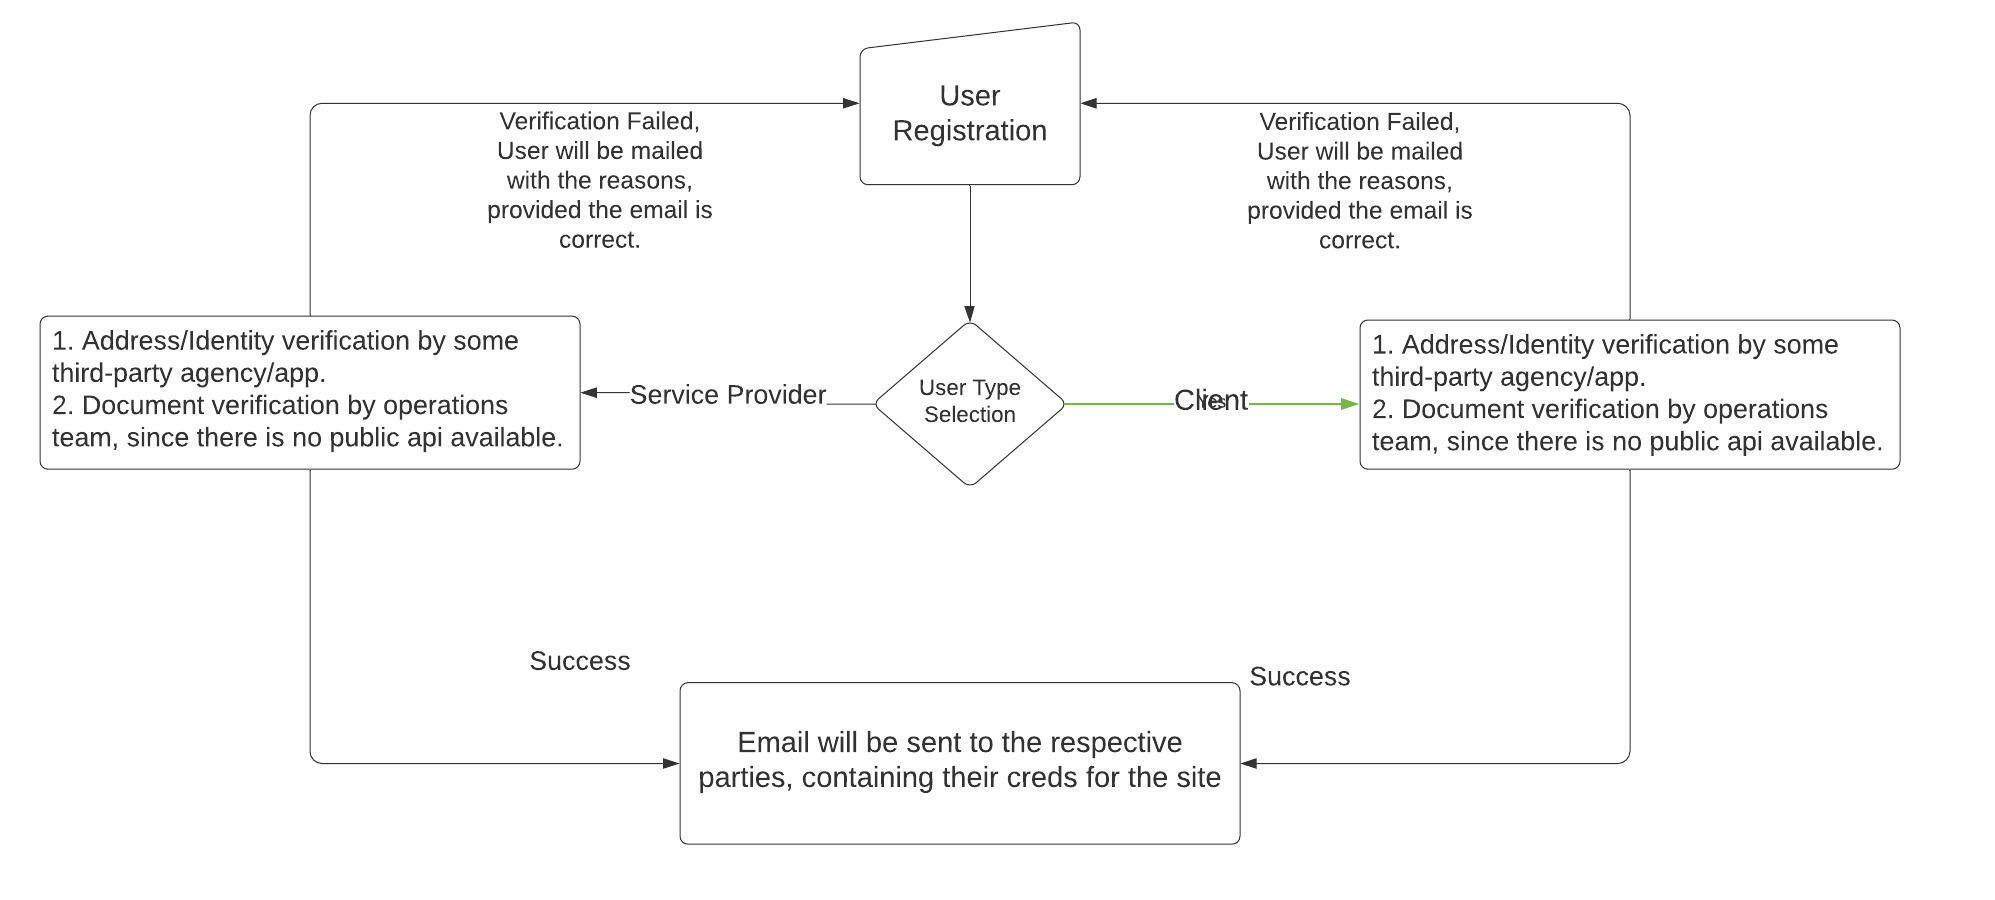 User
Registration
Verification Failed,
User will be mailed
with the reasons,
provided the email is
correct.
Verification Failed,
User will be mailed
with the reasons,
provided the email is
correct.
1. Address/Identity verification by some
third-party agency/app.
2. Document verification by operations
team, since there is no public api available.
Service Provider
User Type
Selection
Client
1. Address/Identity verification by some
third-party agency/app.
2. Document verification by operations
team, since there is no public api available.
Success
Success
Email will be sent to the respective
parties, containing their creds for the site